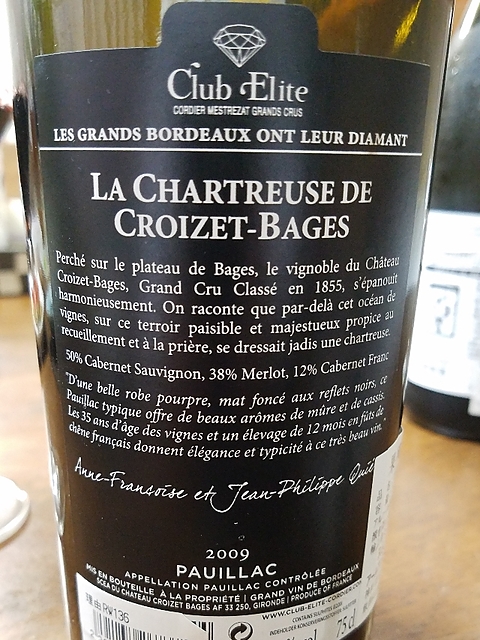 Club Elite
CORDIER MESTREZAT GRANDS CRUS
LES GRANDS BORDEAUX ONT LEUR DIAMANT
LA CHARTREUSE DE
CROIZET-BAGES
Perché sur le plateau de Bages, le vignoble du Château
Croizet-Bages, Grand Cru Classé en 1855, s'épanouit
harmonieusement. On raconte que par-delà cet océan de
vignes, sur ce terroir paisible et majestueux propice au
recueillement et à la prière, se dressait jadis une chartreuse.
50% Cabernet Sauvignon, 38% Merlot, 12% Cabernet Franc
"D'une belle robe pourpre, mat foncé aux reflets noirs, ce
Pauillac typique offre de beaux arômes de mûre et de cassis.
Les 35 ans d'âge des vignes et un élevage de 12 mois en fûts de
chêne français donnent élégance et typicité à ce très beau vin."
Anne-Françoise et Jean-Philippe Quié
2009
PAUILLAC
APPELLATION PAUILLAC CONTRÔLÉE
MIS EN BOUTEILLE À LA PROPRIÉTÉ | GRAND VIN DE BORDEAUX
SCEA DU CHATEAU CROIZET BAGES AF 33 250, GIRONDE | PRODUCE OF FRANCE
WWW.CLUB-ELITE-CORDIER
CONTAINS SULPHITES
RW136
75cl